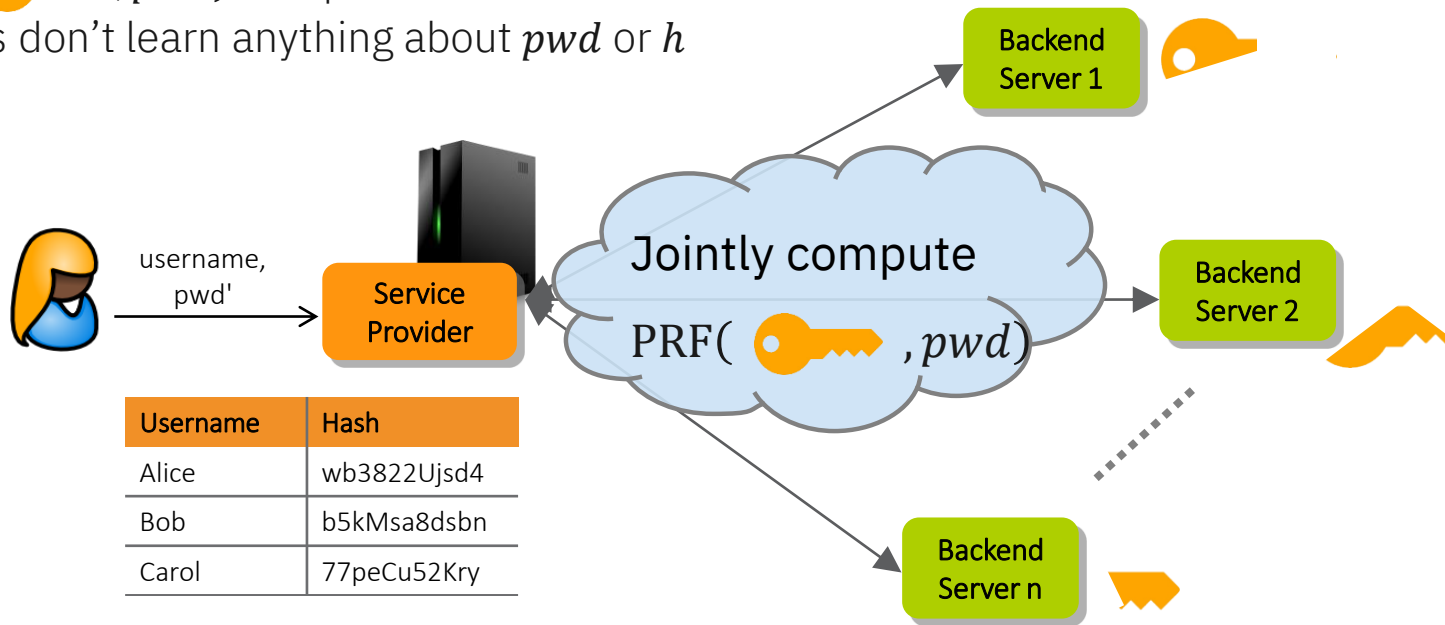 s don’t learn anything about pwd or h
Backend
Server 1
Jointly compute
PRF( , pwd)
username,
pwd'
Service
Provider
Backend
Server 2
Username Hash
Alice wb3822Ujsd4
Bob b5kMsa8dsbn
Carol 77peCu52Kry
Backend
Server n